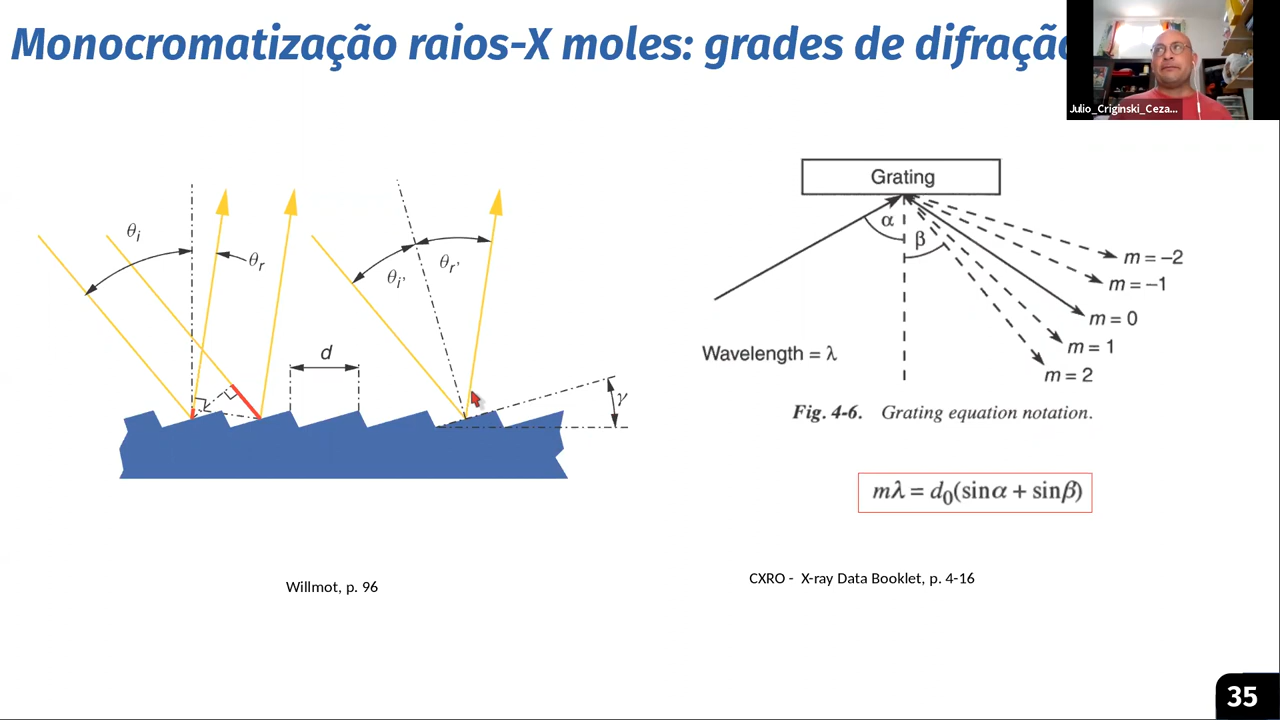 Monocromatização raios-X moles: grades de difração
Julio_Criginski_Ceza...
θi
θr
θi'
θr'
d
γ
Grating
α
β
m = –2
m = –1
m = 0
m = 1
m = 2
Wavelength = λ
Fig. 4-6. Grating equation notation.
mλ = d0(sinα + sinβ)
Willmot, p. 96
CXRO - X-ray Data Booklet, p. 4-16
35